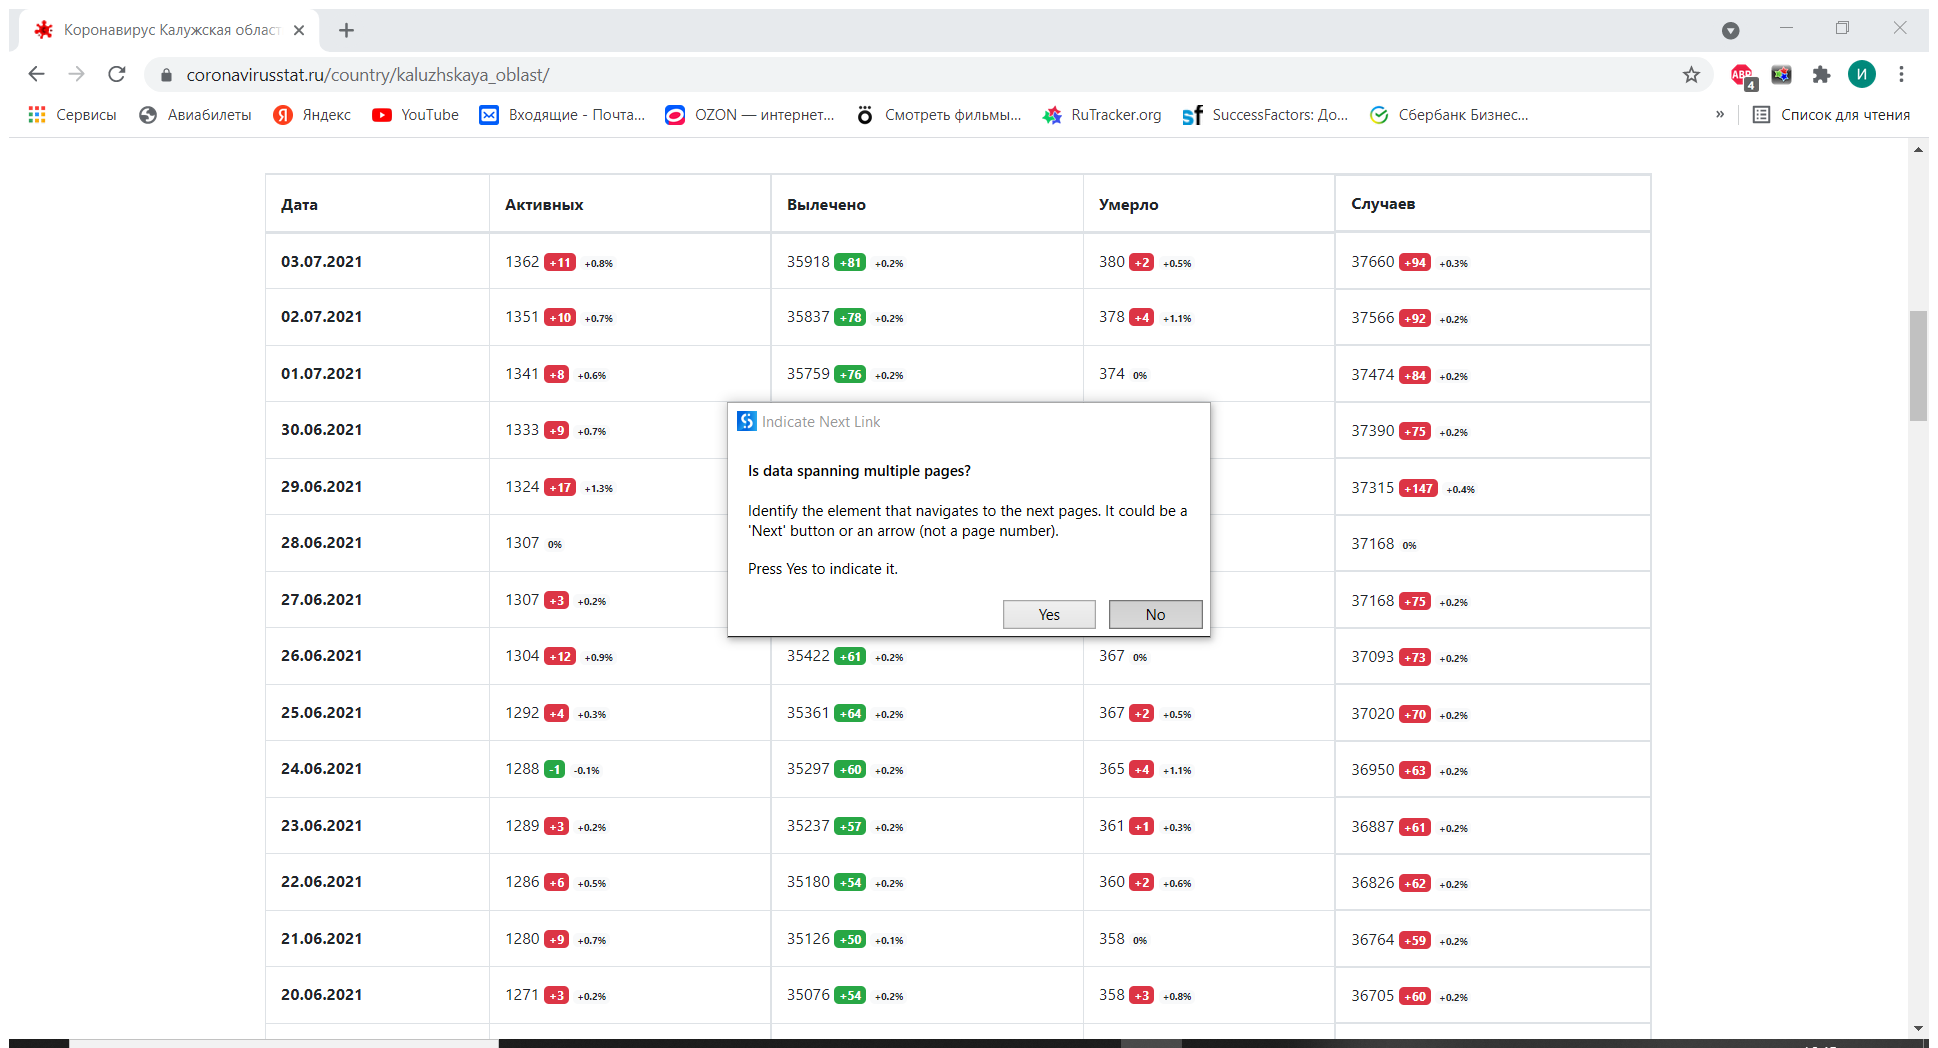 Коронавирус Калужская област
coronavirusstat.ru/country/kaluzhskaya_oblast/
ABP 4 И
Сервисы Авиабилеты Яндекс YouTube Входящие - Почта... OZON — интернет... Смотреть фильмы... RuTracker.org SuccessFactors: До... Сбербанк Бизнес... » Список для чтения
Дата Активных Вылечено Умерло Случаев
03.07.2021 1362 +11 +0.8% 35918 +81 +0.2% 380 +2 +0.5% 37660 +94 +0.3%
02.07.2021 1351 +10 +0.7% 35837 +78 +0.2% 378 +4 +1.1% 37566 +92 +0.2%
01.07.2021 1341 +8 +0.6% 35759 +76 +0.2% 374 0% 37474 +84 +0.2%
30.06.2021 1333 +9 +0.7% 37390 +75 +0.2%
29.06.2021 1324 +17 +1.3% 37315 +147 +0.4%
28.06.2021 1307 0% 37168 0%
27.06.2021 1307 +3 +0.2% 37168 +75 +0.2%
Indicate Next Link
Is data spanning multiple pages?
Identify the element that navigates to the next pages. It could be a
'Next' button or an arrow (not a page number).
Press Yes to indicate it.
Yes No
26.06.2021 1304 +12 +0.9% 35422 +61 +0.2% 367 0% 37093 +73 +0.2%
25.06.2021 1292 +4 +0.3% 35361 +64 +0.2% 367 +2 +0.5% 37020 +70 +0.2%
24.06.2021 1288 -1 -0.1% 35297 +60 +0.2% 365 +4 +1.1% 36950 +63 +0.2%
23.06.2021 1289 +3 +0.2% 35237 +57 +0.2% 361 +1 +0.3% 36887 +61 +0.2%
22.06.2021 1286 +6 +0.5% 35180 +54 +0.2% 360 +2 +0.6% 36826 +62 +0.2%
21.06.2021 1280 +9 +0.7% 35126 +50 +0.1% 358 0% 36764 +59 +0.2%
20.06.2021 1271 +3 +0.2% 35076 +54 +0.2% 358 +3 +0.8% 36705 +60 +0.2%